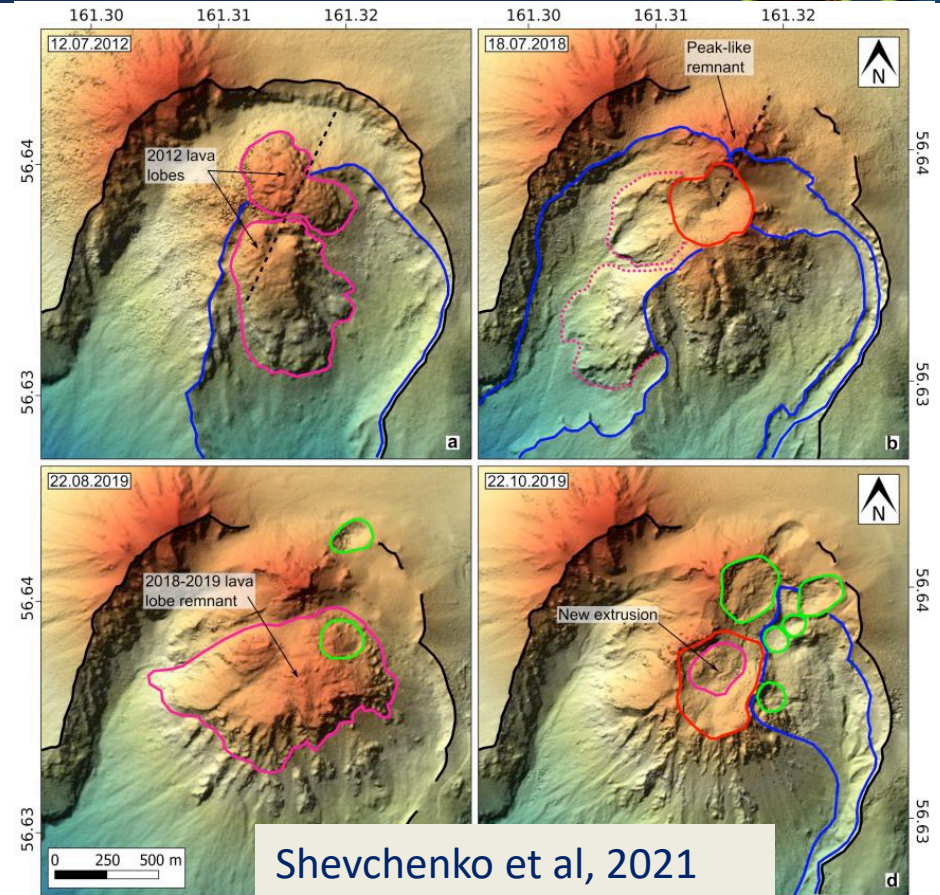 161.30 161.31 161.32 161.31 161.32
12.07.2012
18.07.2018
Peak-like
remnant
N
2012 lava
lobes
56.64
56.64
56.63
56.63
a
b
22.08.2019
22.10.2019
N
2018-2019 lava
lobe remnant
New extrusion
56.64
56.64
56.63
56.63
0 250 500 m
d
Shevchenko et al, 2021